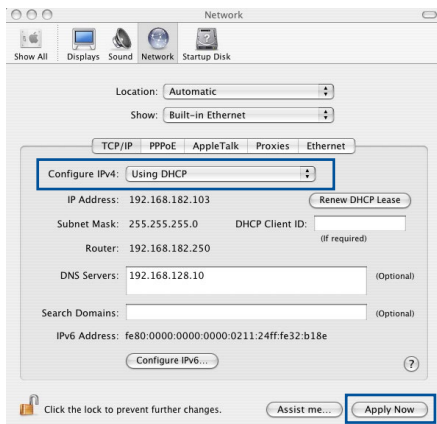 Network
Show All Displays Sound Network Startup Disk
Location: Automatic
Show: Built-in Ethernet
TCP/IP PPPoE AppleTalk Proxies Ethernet
Configure IPv4: Using DHCP
IP Address: 192.168.182.103 Renew DHCP Lease
Subnet Mask: 255.255.255.0 DHCP Client ID:
(If required)
Router: 192.168.182.250
DNS Servers: 192.168.128.10 (Optional)
Search Domains: (Optional)
IPv6 Address: fe80:0000:0000:0000:0211:24ff:fe32:b18e
Configure IPv6... ?
Click the lock to prevent further changes. Assist me... Apply Now